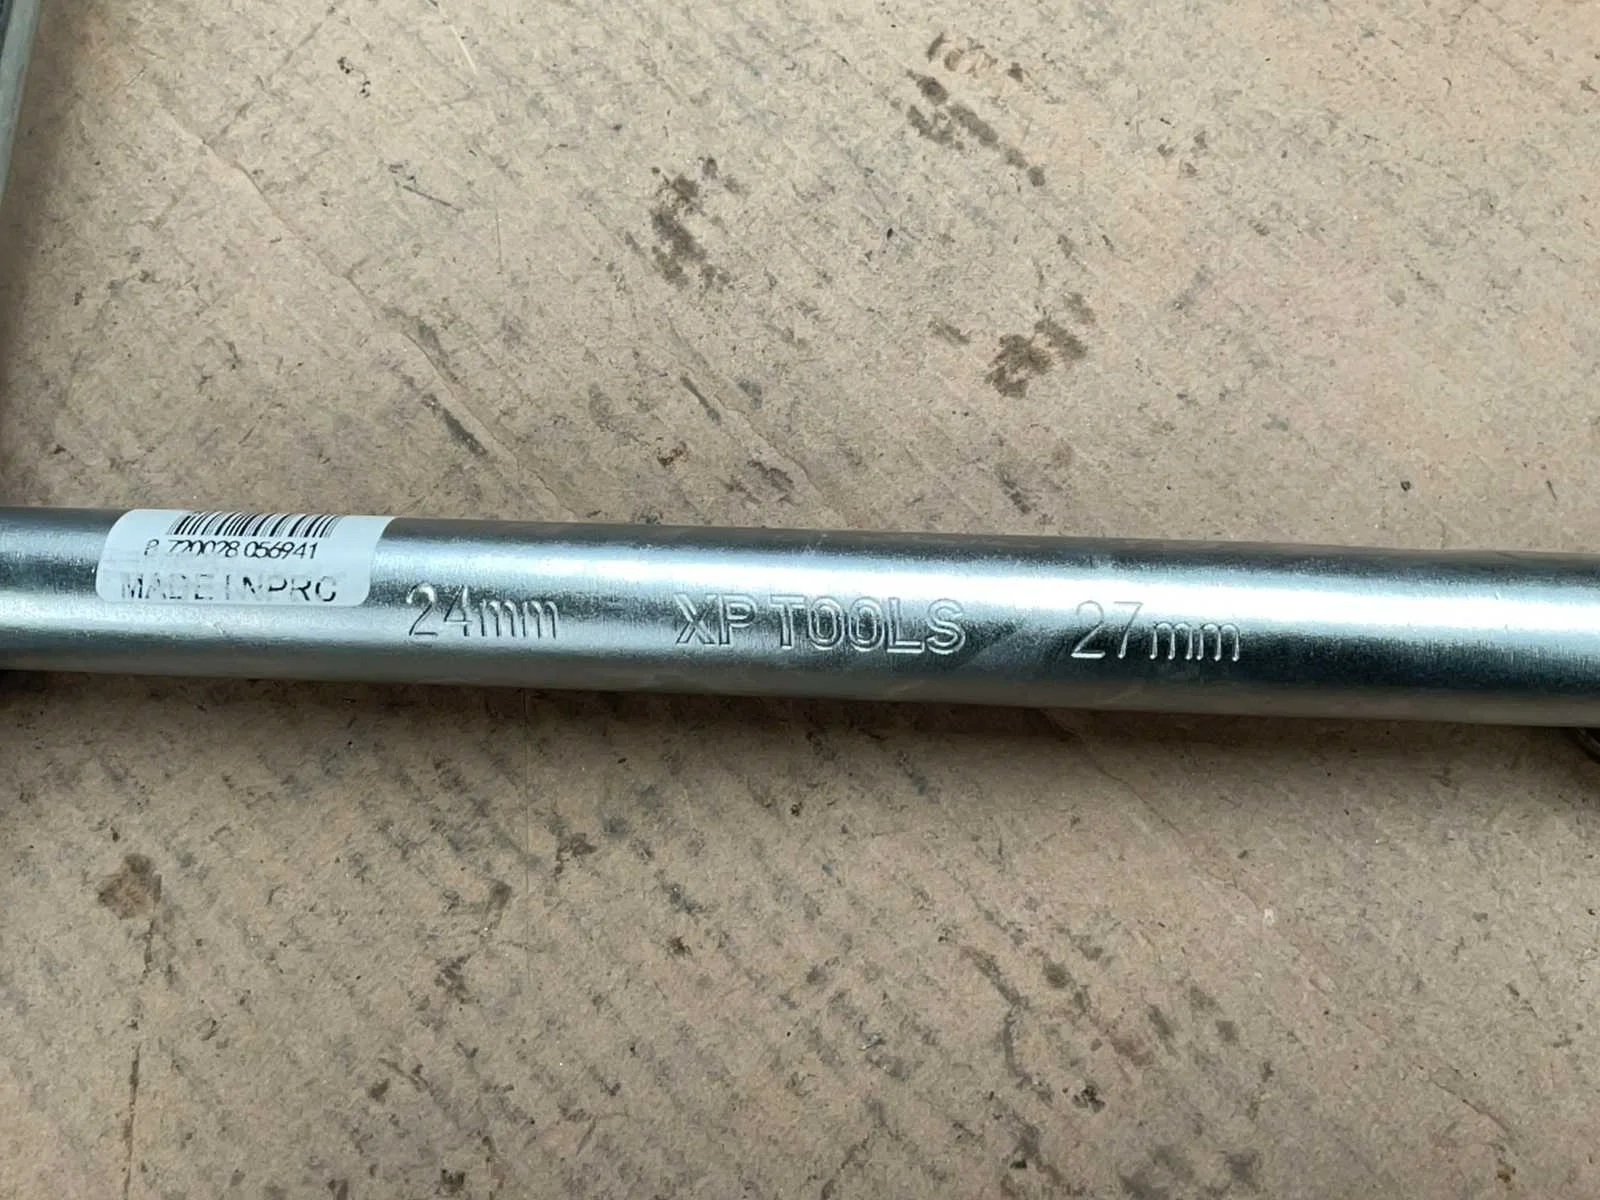 8 720028 056941
MADE IN PRC
24mm XP TOOLS 27mm